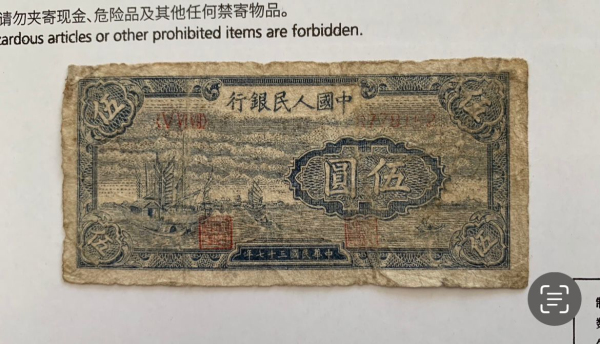 请勿夹寄现金、危险品及其他任何禁寄物品。
zardous articles or other prohibited items are forbidden.
中國人民銀行
伍
伍
伍圓
伍
伍
中華民國三十七年